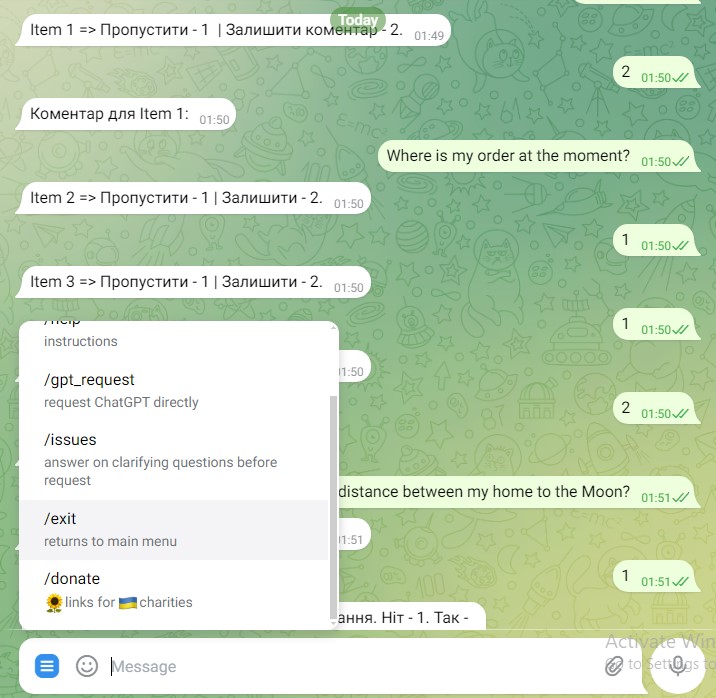 Today
Item 1 => Пропустити - 1 | Залишити коментар - 2. 01:49
2 01:50
Коментар для Item 1: 01:50
Where is my order at the moment? 01:50
Item 2 => Пропустити - 1 | Залишити - 2. 01:50
1 01:50
Item 3 => Пропустити - 1 | Залишити - 2. 01:50
1 01:50
/help
instructions
01:50
/gpt_request
request ChatGPT directly
2 01:50
/issues
answer on clarifying questions before
request
distance between my home to the Moon? 01:51
/exit
returns to main menu
01:51
/donate
links for charities
1 01:51
ання. Ніт - 1. Так -
Activate Win
Go to Settings to
Message